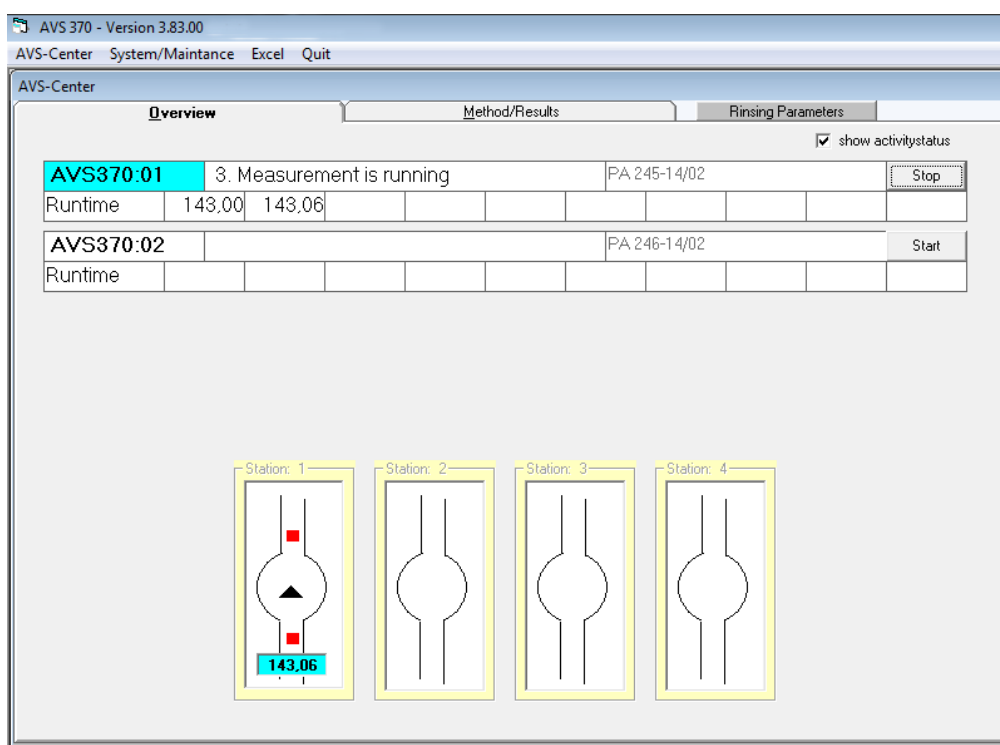 AVS 370 - Version 3.83.00
AVS-Center System/Maintance Excel Quit
AVS-Center
Overview Method/Results Rinsing Parameters
show activitystatus
AVS370:01 3. Measurement is running PA 245-14/02 Stop
Runtime 143,00 143,06
AVS370:02 PA 246-14/02 Start
Runtime
Station: 1 Station: 2 Station: 3 Station: 4
143,06